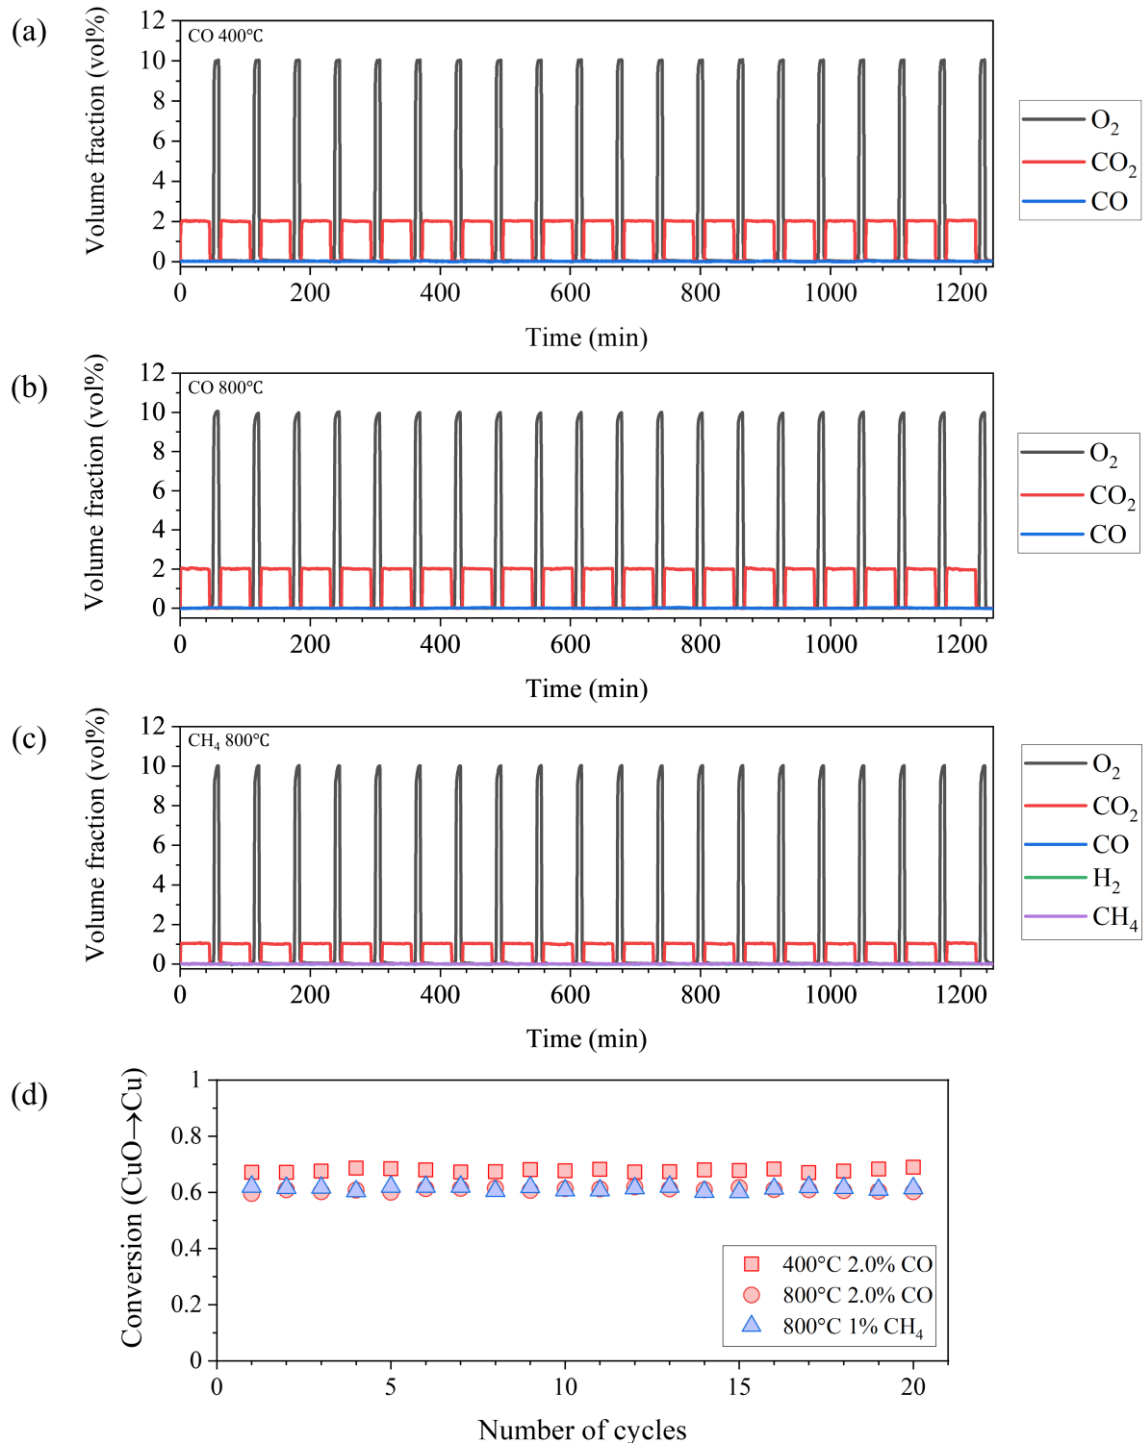 (a)
Volume fraction (vol%)
12
10
8
6
4
2
0
CO 400℃
0 200 400 600 800 1000 1200
Time (min)
O₂
CO₂
CO
(b)
Volume fraction (vol%)
12
10
8
6
4
2
0
CO 800℃
0 200 400 600 800 1000 1200
Time (min)
O₂
CO₂
CO
(c)
Volume fraction (vol%)
12
10
8
6
4
2
0
CH₄ 800℃
0 200 400 600 800 1000 1200
Time (min)
O₂
CO₂
CO
H₂
CH₄
(d)
Conversion (CuO→Cu)
1
0.8
0.6
0.4
0.2
0
400°C 2.0% CO
800°C 2.0% CO
800°C 1% CH₄
0 5 10 15 20
Number of cycles